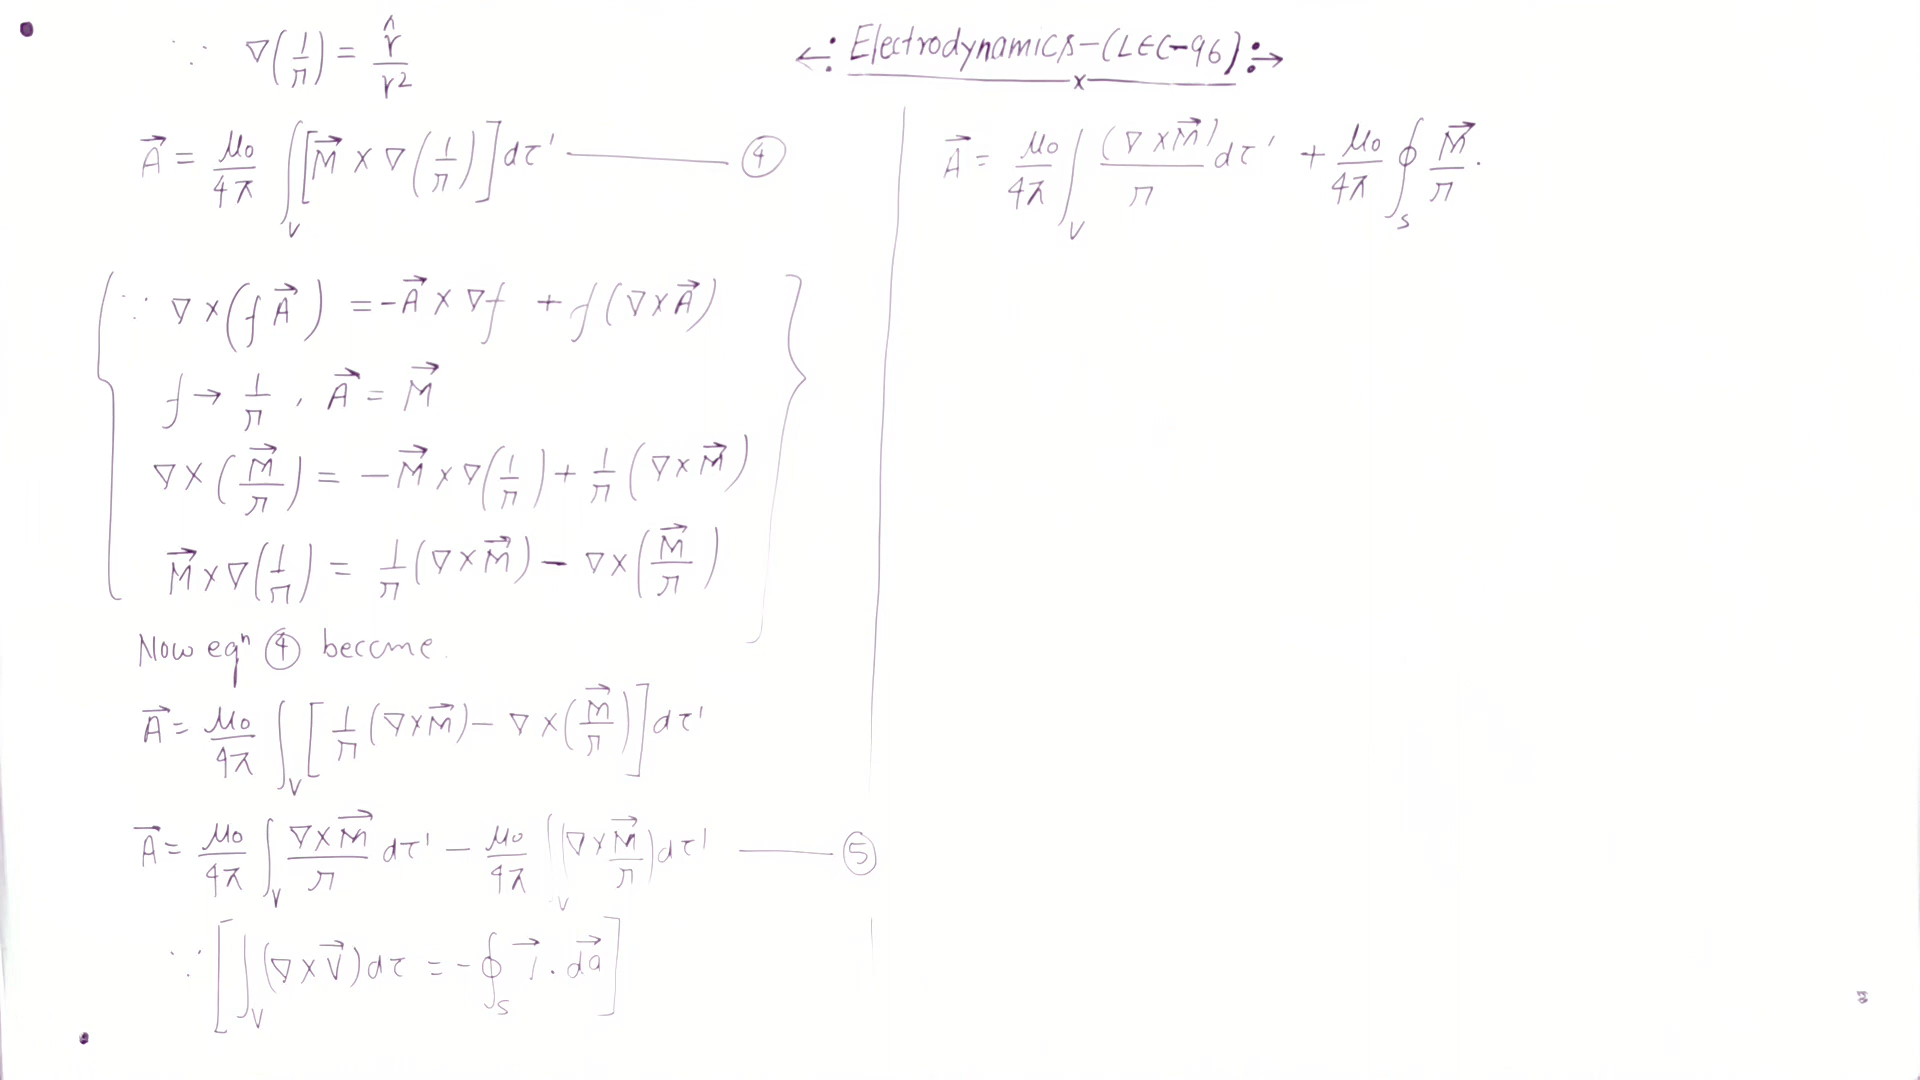 ∵ ∇(1/r) = r̂/r²
A⃗ = μ₀/4π ∫_V [M⃗ × ∇(1/r)] dτ' ——— ④
∵ ∇×(f A⃗) = -A⃗ × ∇f + f(∇×A⃗)
f → 1/r , A⃗ = M⃗
∇×(M⃗/r) = -M⃗ × ∇(1/r) + 1/r (∇×M⃗)
M⃗×∇(1/r) = 1/r (∇×M⃗) - ∇×(M⃗/r)
Now eqⁿ ④ become.
A⃗ = μ₀/4π ∫_V [1/r (∇×M⃗) - ∇×(M⃗/r)] dτ'
A⃗ = μ₀/4π ∫_V ∇×M⃗/r dτ' - μ₀/4π ∫_V (∇×M⃗/r) dτ' ——— ⑤
∵ [∫_V (∇×V⃗) dτ = -∮_S . da⃗]
←: Electrodynamics-(LEC-96) :→
A⃗ = μ₀/4π ∫_V (∇×M⃗)/r dτ' + μ₀/4π ∮_S M⃗/r .